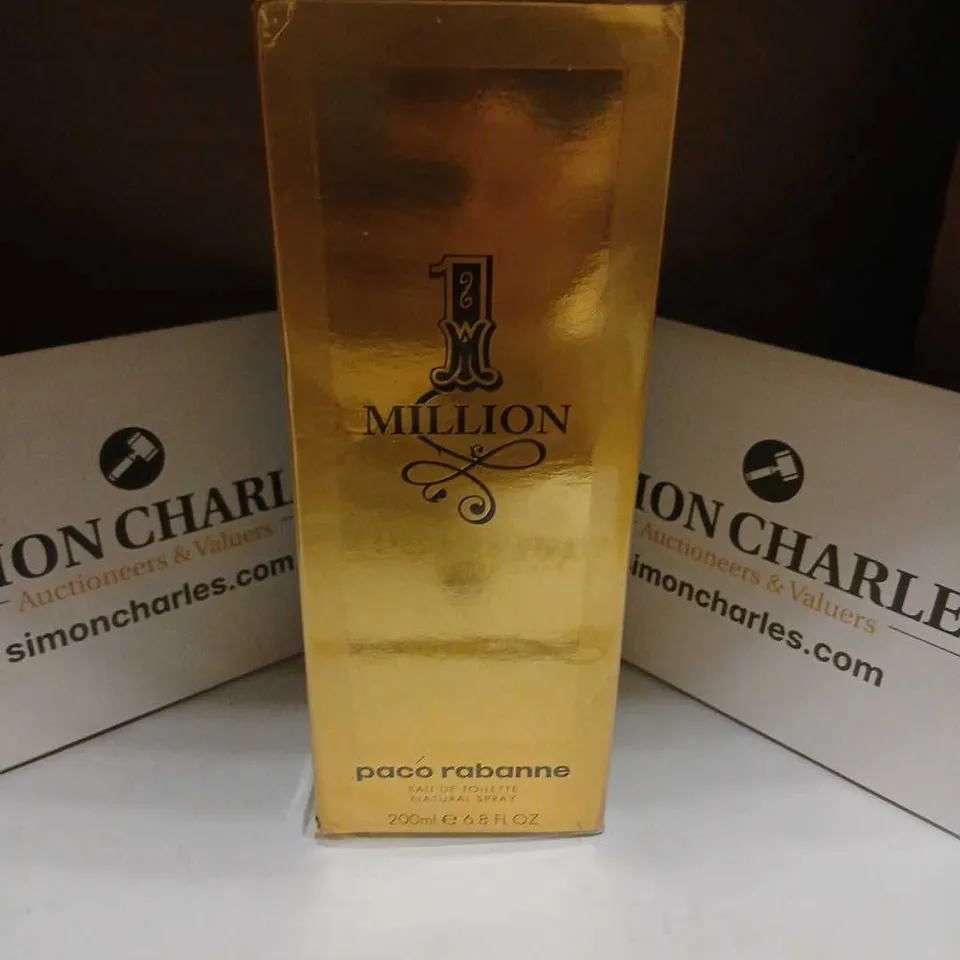 1
MILLION
paco rabanne
EAU DE TOILETTE
NATURAL SPRAY
200ml e 6.8 FL OZ
ION CHARL
Auctioneers & Valuers
simoncharles.com
ION CHARLE
Auctioneers & Valuers
simoncharles.com